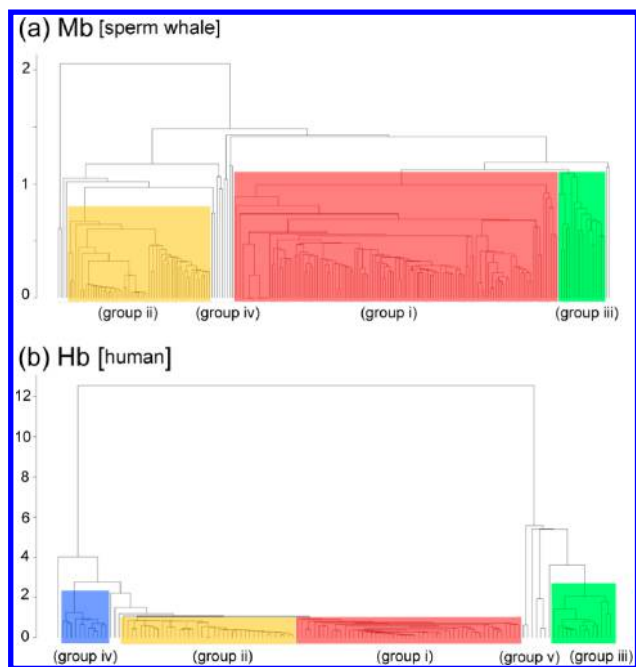 (a) Mb [sperm whale]
2
1
0
(group ii) (group iv) (group i) (group iii)
(b) Hb [human]
12
10
8
6
4
2
0
(group iv) (group ii) (group i) (group v) (group iii)